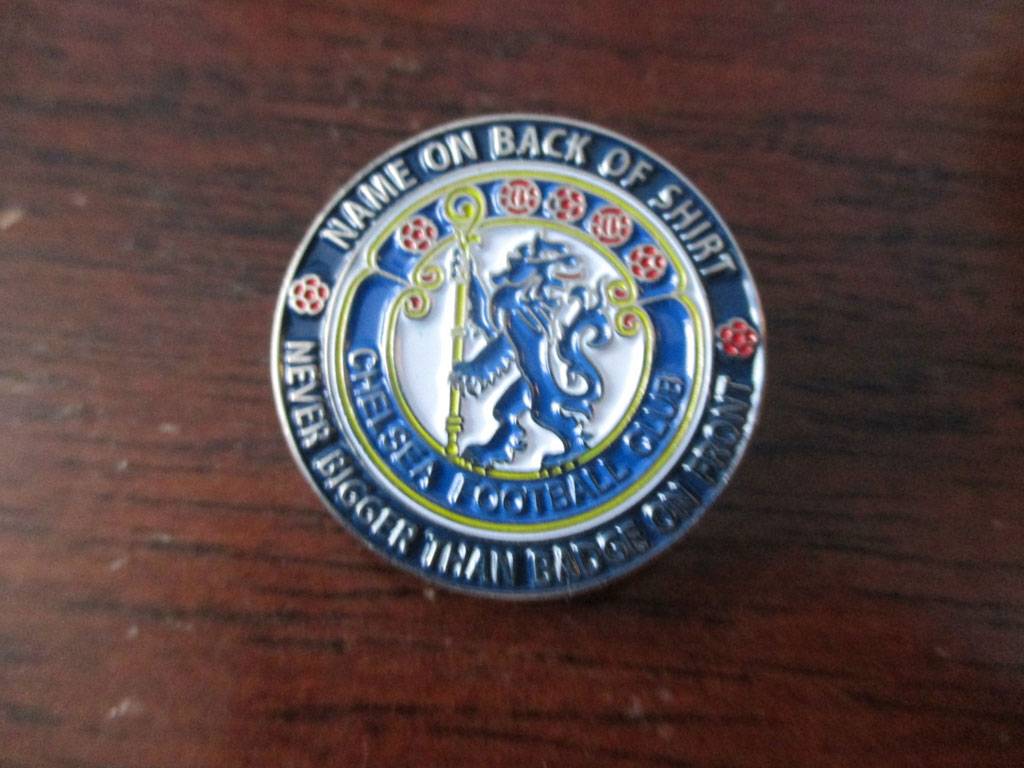 NAME ON BACK OF SHIRT
NEVER BIGGER THAN BADGE ON FRONT
CHELSEA FOOTBALL CLUB